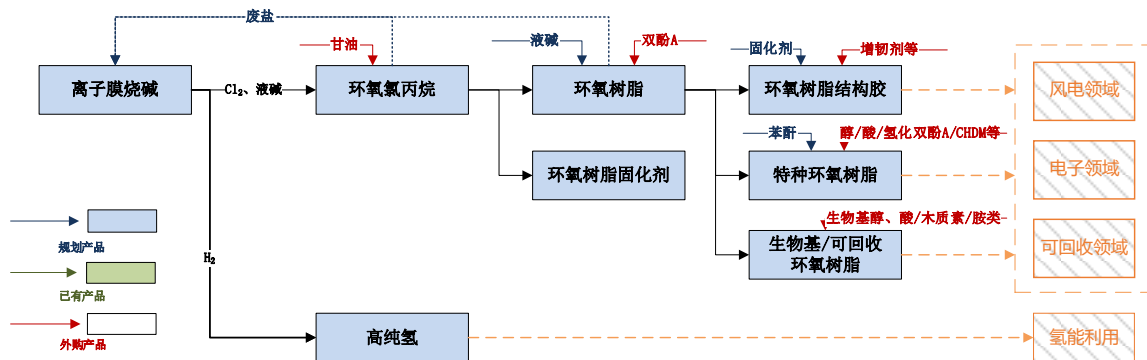 废盐
甘油
液碱
双酚A
固化剂
增韧剂等
离子膜烧碱
Cl₂、液碱
环氧氯丙烷
环氧树脂
环氧树脂结构胶
风电领域
苯酐
醇/酸/氢化双酚A/CHDM等
环氧树脂固化剂
特种环氧树脂
电子领域
生物基醇、酸/木质素/胺类
生物基/可回收
环氧树脂
可回收领域
规划产品
H₂
已有产品
外购产品
高纯氢
氢能利用